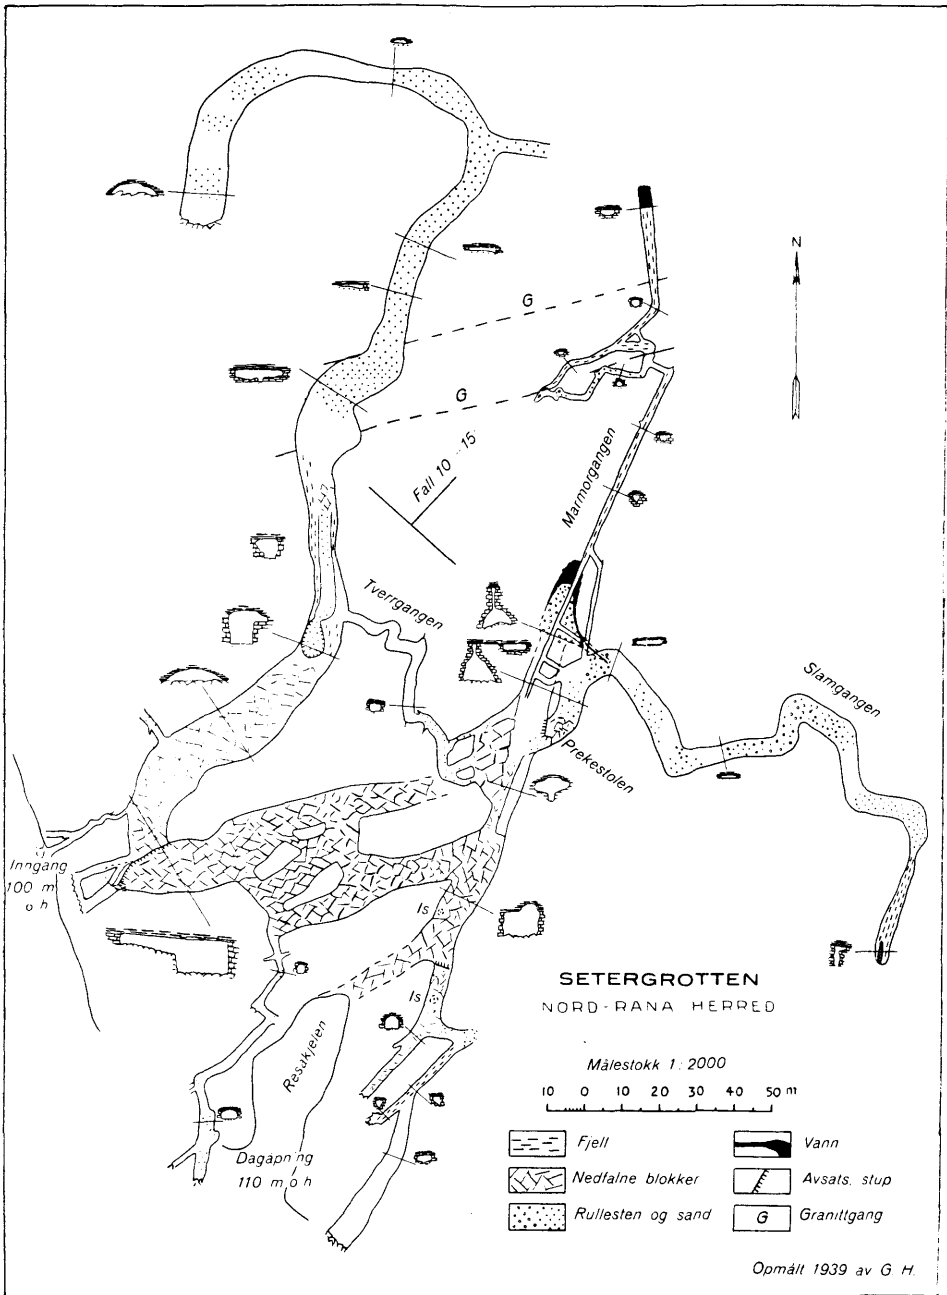 N
G
G
Fall 10 - 15
Marmorgangen
Tverrgangen
Slamgangen
Prekestolen
Inngang
100 m
o h
Is
Is
SETERGROTTEN
NORD-RANA HERRED
Målestokk 1: 2000
10 0 10 20 30 40 50 m
Dagåpning
110 m o h
Fjell
Vann
Nedfalne blokker
Avsats, stup
Rullesten og sand
G
Granittgang
Opmålt 1939 av G. H.